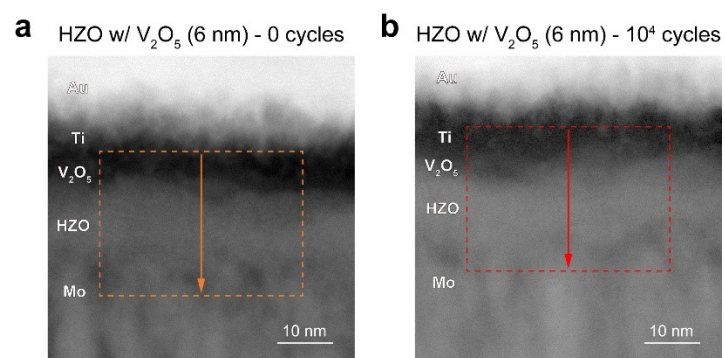 a
HZO w/ V₂O₅ (6 nm) - 0 cycles
Au
Ti
V₂O₅
HZO
Mo
10 nm
b
HZO w/ V₂O₅ (6 nm) - 10⁴ cycles
Au
Ti
V₂O₅
HZO
Mo
10 nm